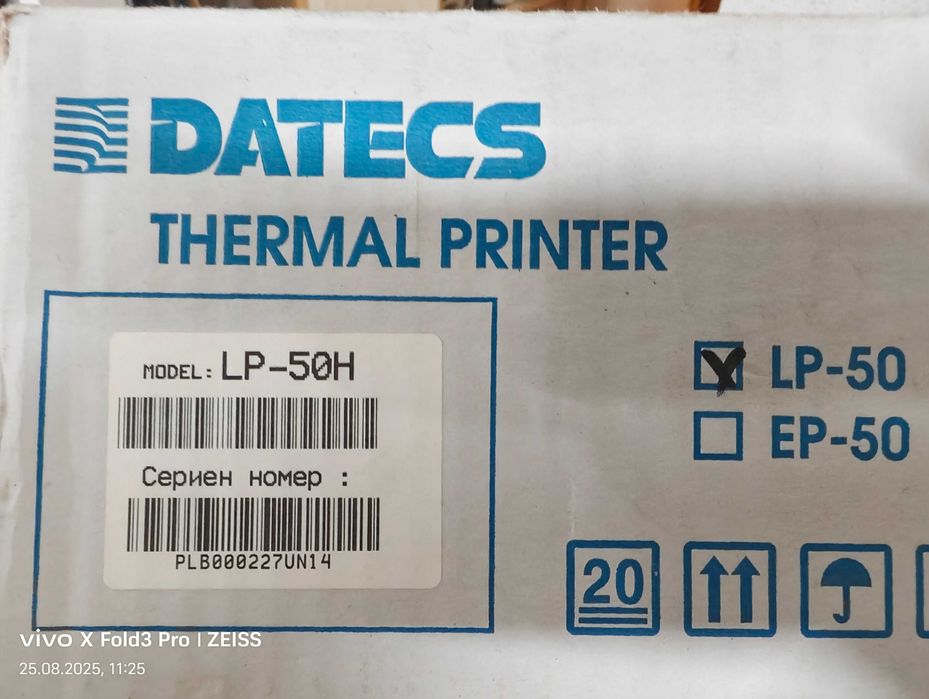 DATECS
THERMAL PRINTER
MODEL: LP-50H
Сериен номер :
PLB000227UN14
LP-50
EP-50
20
vivo X Fold3 Pro | ZEISS
25.08.2025, 11:25